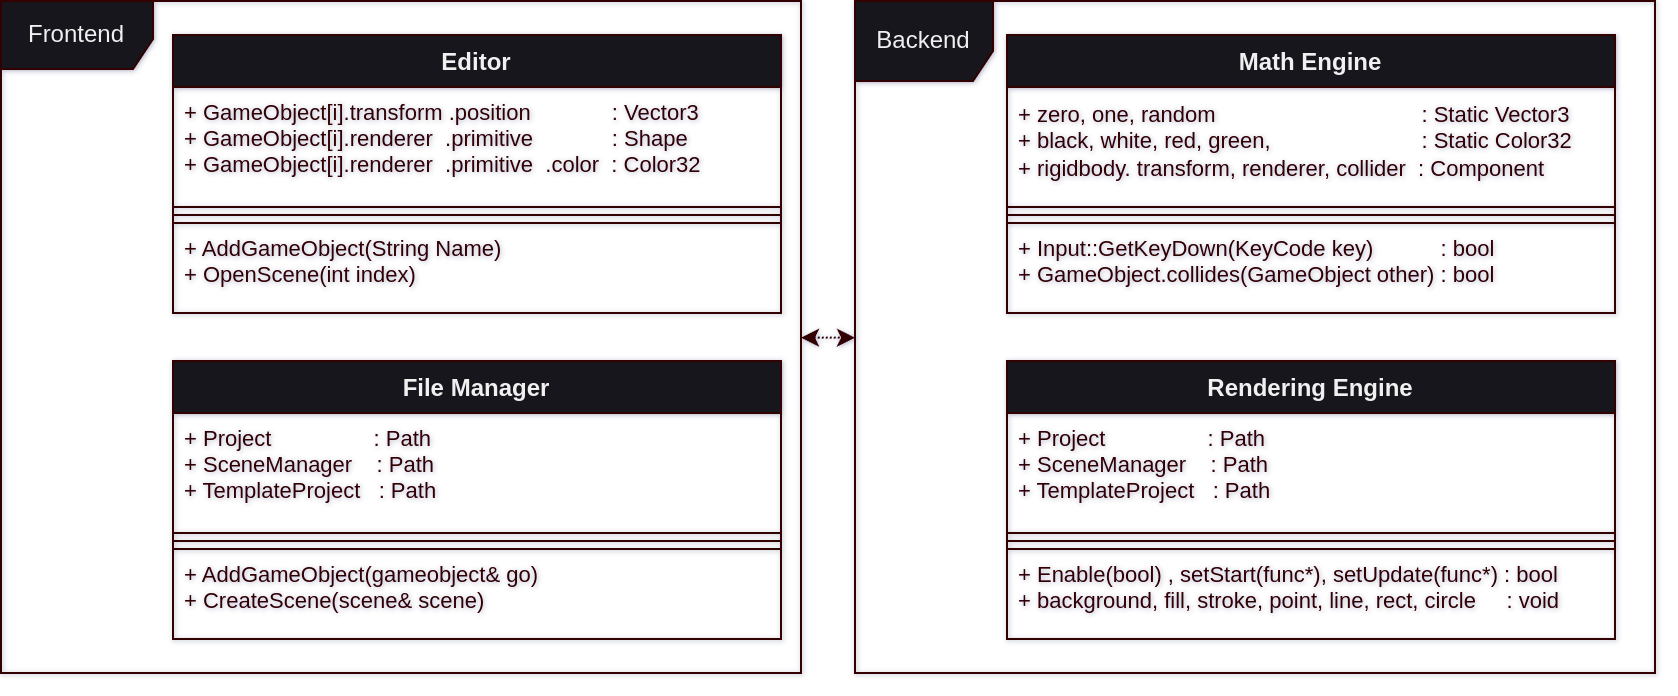 Frontend
Editor
+ GameObject[i].transform .position : Vector3
+ GameObject[i].renderer .primitive : Shape
+ GameObject[i].renderer .primitive .color : Color32
+ AddGameObject(String Name)
+ OpenScene(int index)
File Manager
+ Project : Path
+ SceneManager : Path
+ TemplateProject : Path
+ AddGameObject(gameobject& go)
+ CreateScene(scene& scene)
Backend
Math Engine
+ zero, one, random : Static Vector3
+ black, white, red, green, : Static Color32
+ rigidbody. transform, renderer, collider : Component
+ Input::GetKeyDown(KeyCode key) : bool
+ GameObject.collides(GameObject other) : bool
Rendering Engine
+ Project : Path
+ SceneManager : Path
+ TemplateProject : Path
+ Enable(bool) , setStart(func*), setUpdate(func*) : bool
+ background, fill, stroke, point, line, rect, circle : void